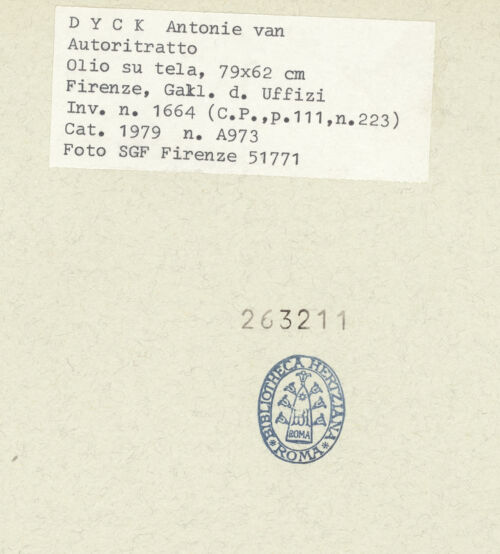 D Y C K Antonie van
Autoritratto
Olio su tela, 79x62 cm
Firenze, Gall. d. Uffizi
Inv. n. 1664 (C.P.,p.111,n.223)
Cat. 1979 n. A973
Foto SGF Firenze 51771
263211
BIBLIOTHECA HERTZIANA
ROMA
*ROMA*